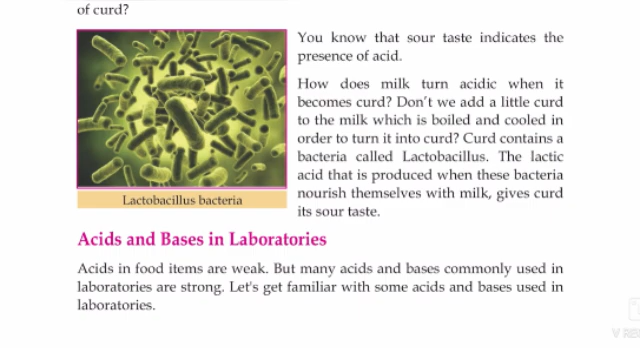 of curd?
You know that sour taste indicates the
presence of acid.
How does milk turn acidic when it
becomes curd? Don't we add a little curd
to the milk which is boiled and cooled in
order to turn it into curd? Curd contains a
bacteria called Lactobacillus. The lactic
acid that is produced when these bacteria
nourish themselves with milk, gives curd
its sour taste.
Lactobacillus bacteria
Acids and Bases in Laboratories
Acids in food items are weak. But many acids and bases commonly used in
laboratories are strong. Let's get familiar with some acids and bases used in
laboratories.